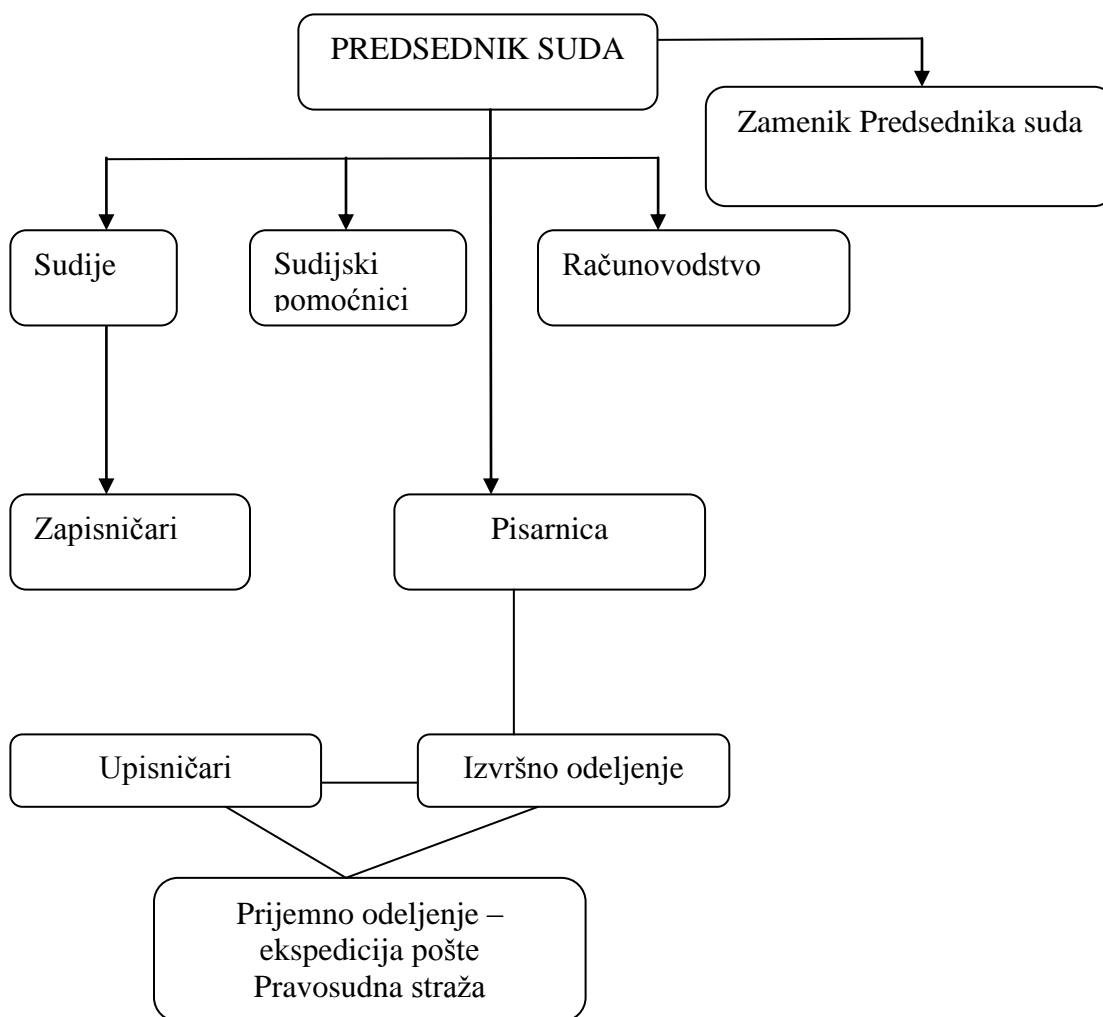 PREDSEDNIK SUDA
Zamenik Predsednika suda
Sudije
Sudijski
pomoćnici
Računovodstvo
Zapisničari
Pisarnica
Upisničari
Izvršno odeljenje
Prijemno odeljenje –
ekspedicija pošte
Pravosudna straža